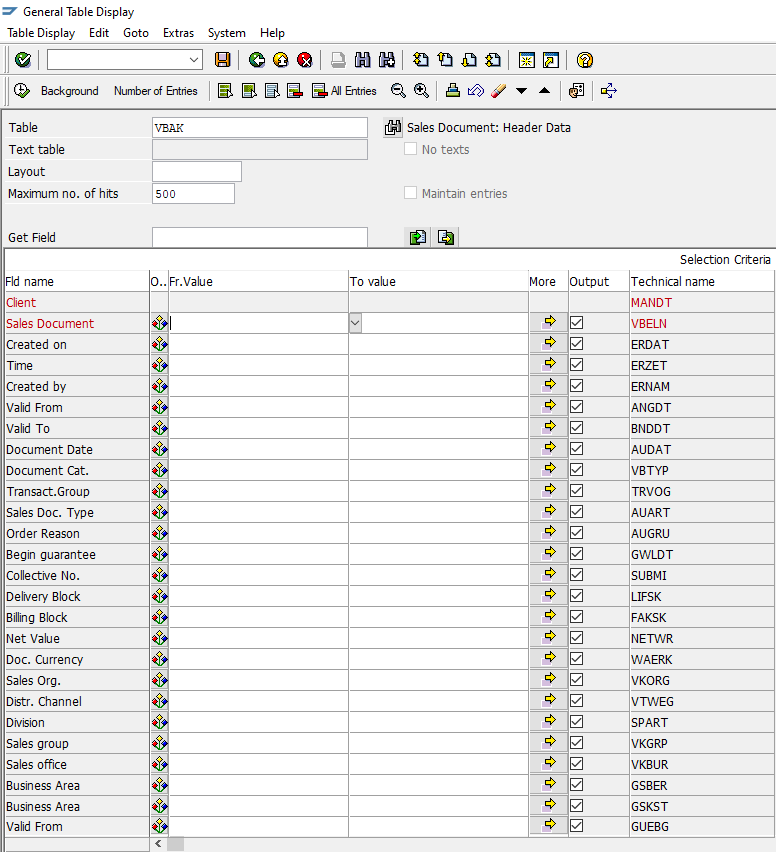 General Table Display
Table Display Edit Goto Extras System Help
Background Number of Entries All Entries
Table VBAK Sales Document: Header Data
Text table No texts
Layout
Maximum no. of hits 500 Maintain entries
Get Field
Selection Criteria
Fld name O.. Fr.Value To value More Output Technical name
Client MANDT
Sales Document VBELN
Created on ERDAT
Time ERZET
Created by ERNAM
Valid From ANGDT
Valid To BNDDT
Document Date AUDAT
Document Cat. VBTYP
Transact.Group TRVOG
Sales Doc. Type AUART
Order Reason AUGRU
Begin guarantee GWLDT
Collective No. SUBMI
Delivery Block LIFSK
Billing Block FAKSK
Net Value NETWR
Doc. Currency WAERK
Sales Org. VKORG
Distr. Channel VTWEG
Division SPART
Sales group VKGRP
Sales office VKBUR
Business Area GSBER
Business Area GSKST
Valid From GUEBG